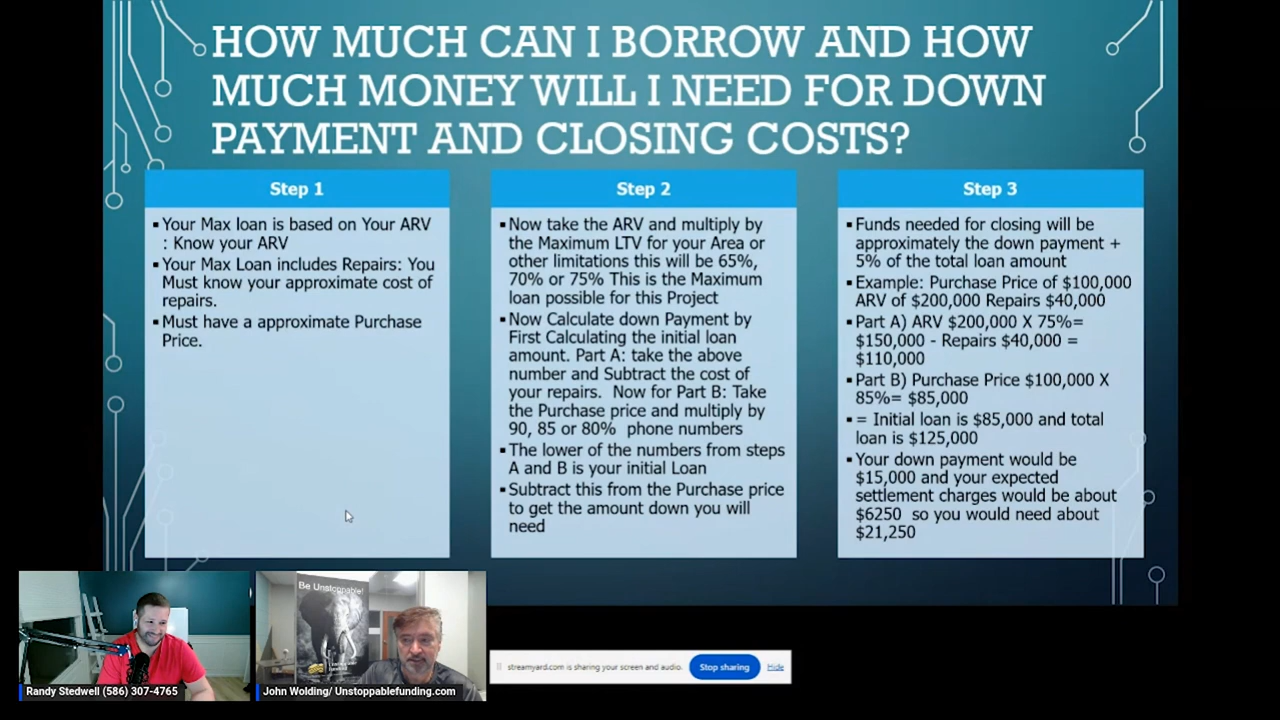 HOW MUCH CAN I BORROW AND HOW
MUCH MONEY WILL I NEED FOR DOWN
PAYMENT AND CLOSING COSTS?
Step 1
▪ Your Max loan is based on Your ARV
: Know your ARV
▪ Your Max Loan includes Repairs: You
Must know your approximate cost of
repairs.
▪ Must have a approximate Purchase
Price.
Step 2
▪ Now take the ARV and multiply by
the Maximum LTV for your Area or
other limitations this will be 65%,
70% or 75% This is the Maximum
loan possible for this Project
▪ Now Calculate down Payment by
First Calculating the initial loan
amount. Part A: take the above
number and Subtract the cost of
your repairs.  Now for Part B: Take
the Purchase price and multiply by
90, 85 or 80%  phone numbers
▪ The lower of the numbers from steps
A and B is your initial Loan
▪ Subtract this from the Purchase price
to get the amount down you will
need
Step 3
▪ Funds needed for closing will be
approximately the down payment +
5% of the total loan amount
▪ Example: Purchase Price of $100,000
ARV of $200,000 Repairs $40,000
▪ Part A) ARV $200,000 X 75%=
$150,000 - Repairs $40,000 =
$110,000
▪ Part B) Purchase Price $100,000 X
85%= $85,000
▪ = Initial loan is $85,000 and total
loan is $125,000
▪ Your down payment would be
$15,000 and your expected
settlement charges would be about
$6250  so you would need about
$21,250
Be Unstoppable!
Randy Stedwell (586) 307-4765
John Wolding/ Unstoppablefunding.com
streamyard.com is sharing your screen and audio.
Stop sharing
Hide